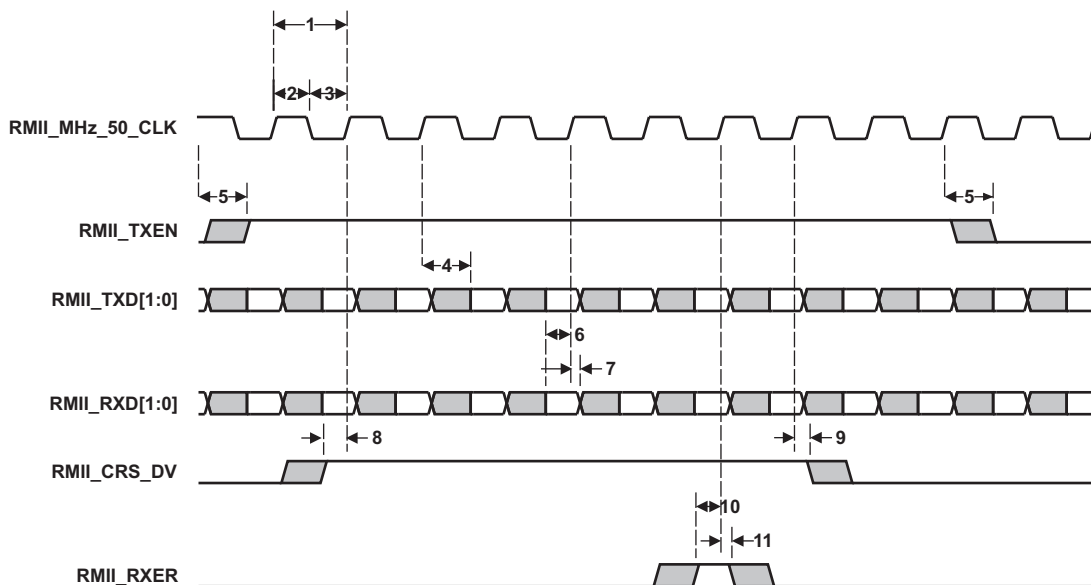 1
2 3
RMII_MHz_50_CLK
5 5
RMII_TXEN
4
RMII_TXD[1:0]
6
7
RMII_RXD[1:0]
8 9
RMII_CRS_DV
10
11
RMII_RXER